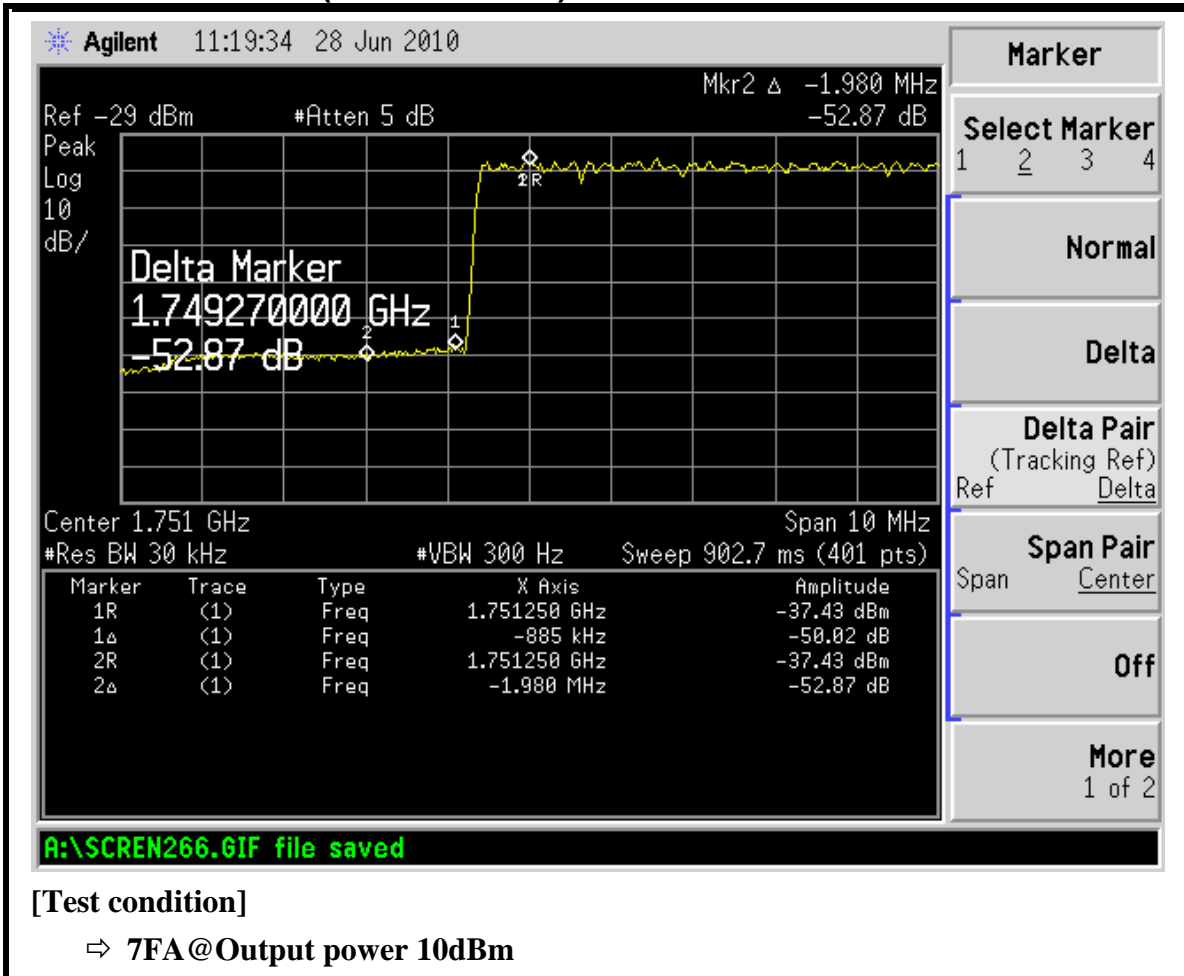 Agilent 11:19:34 28 Jun 2010
Mkr2 Δ -1.980 MHz
Ref -29 dBm #Atten 5 dB -52.87 dB
Peak
Log
10
dB/
2R
Delta Marker
1.749270000 GHz
-52.87 dB
2
1
Center 1.751 GHz Span 10 MHz
#Res BW 30 kHz #VBW 300 Hz Sweep 902.7 ms (401 pts)
Marker Trace Type X Axis Amplitude
1R (1) Freq 1.751250 GHz -37.43 dBm
1Δ (1) Freq -885 kHz -50.02 dB
2R (1) Freq 1.751250 GHz -37.43 dBm
2Δ (1) Freq -1.980 MHz -52.87 dB
A:\SCREN266.GIF file saved
Marker
Select Marker
1 2 3 4
Normal
Delta
Delta Pair
(Tracking Ref)
Ref Delta
Span Pair
Span Center
Off
More
1 of 2
[Test condition]
⇨ 7FA@Output power 10dBm